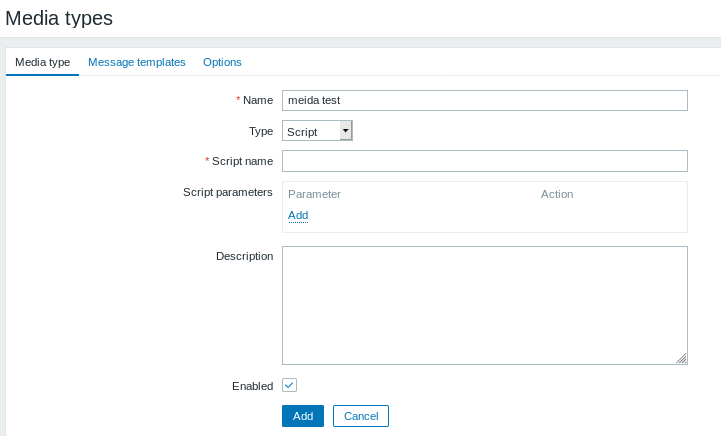 Media types
Media type Message templates Options
* Name meida test
Type Script
* Script name
Script parameters Parameter Action
Add
Description
Enabled
Add Cancel